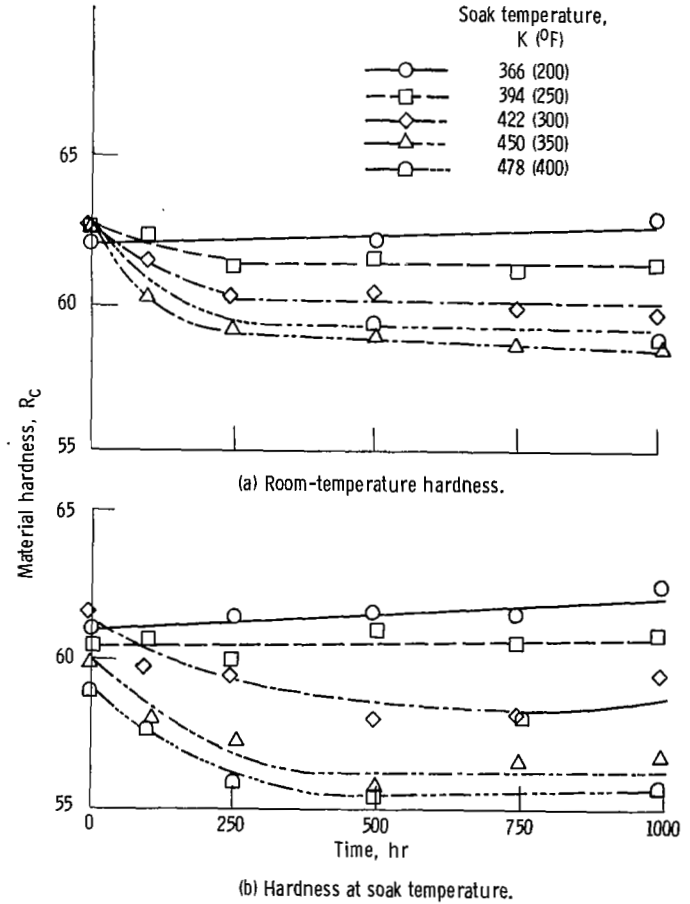 Soak temperature,
K (°F)
366 (200)
394 (250)
422 (300)
450 (350)
478 (400)
65
60
55
(a) Room-temperature hardness.
Material hardness, RC
65
60
55
0 250 500 750 1000
Time, hr
(b) Hardness at soak temperature.